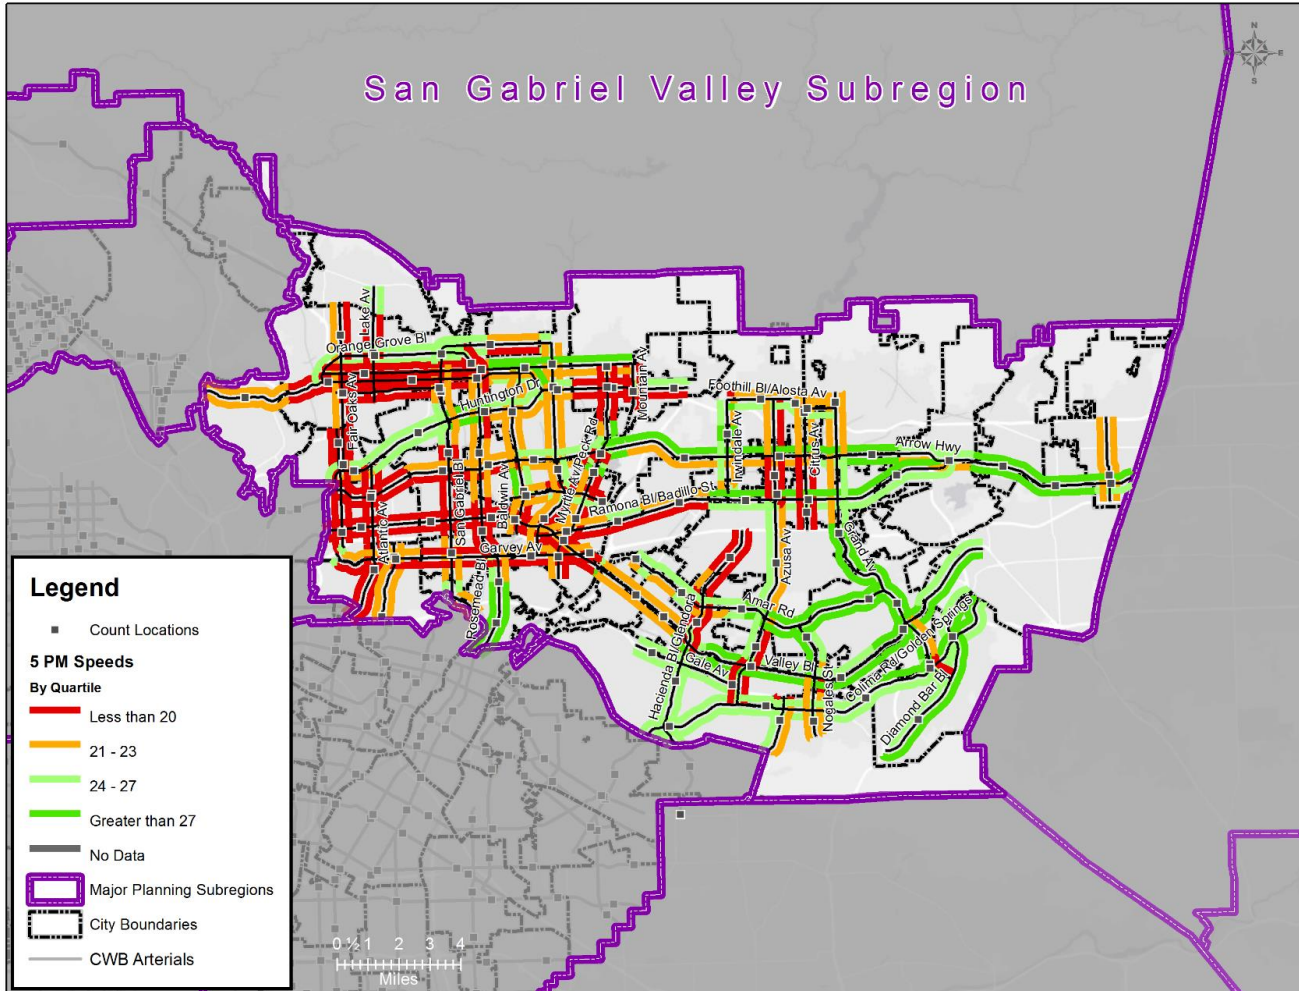 San Gabriel Valley Subregion
N
E
S
Lake Av
Orange Grove Bl
Fair Oaks Av
Huntington Dr
Mountain Av
Foothill Bl/Alosta Av
Irwindale Av
Citrus Av
Arrow Hwy
Myrtle Av/Peck Rd
San Gabriel Bl
Baldwin Av
Ramona Bl/Badillo St
Atlantic Av
Garvey Av
Rosemead Bl
Azusa Av
Grand Av
Amar Rd
Hacienda Bl/Glendora
Gale Av
Valley Bl
Nogales St
Colima Rd/Golden Springs
Diamond Bar Bl
Legend
Count Locations
5 PM Speeds
By Quartile
Less than 20
21 - 23
24 - 27
Greater than 27
No Data
Major Planning Subregions
City Boundaries
CWB Arterials
0 ½ 1 2 3 4
Miles